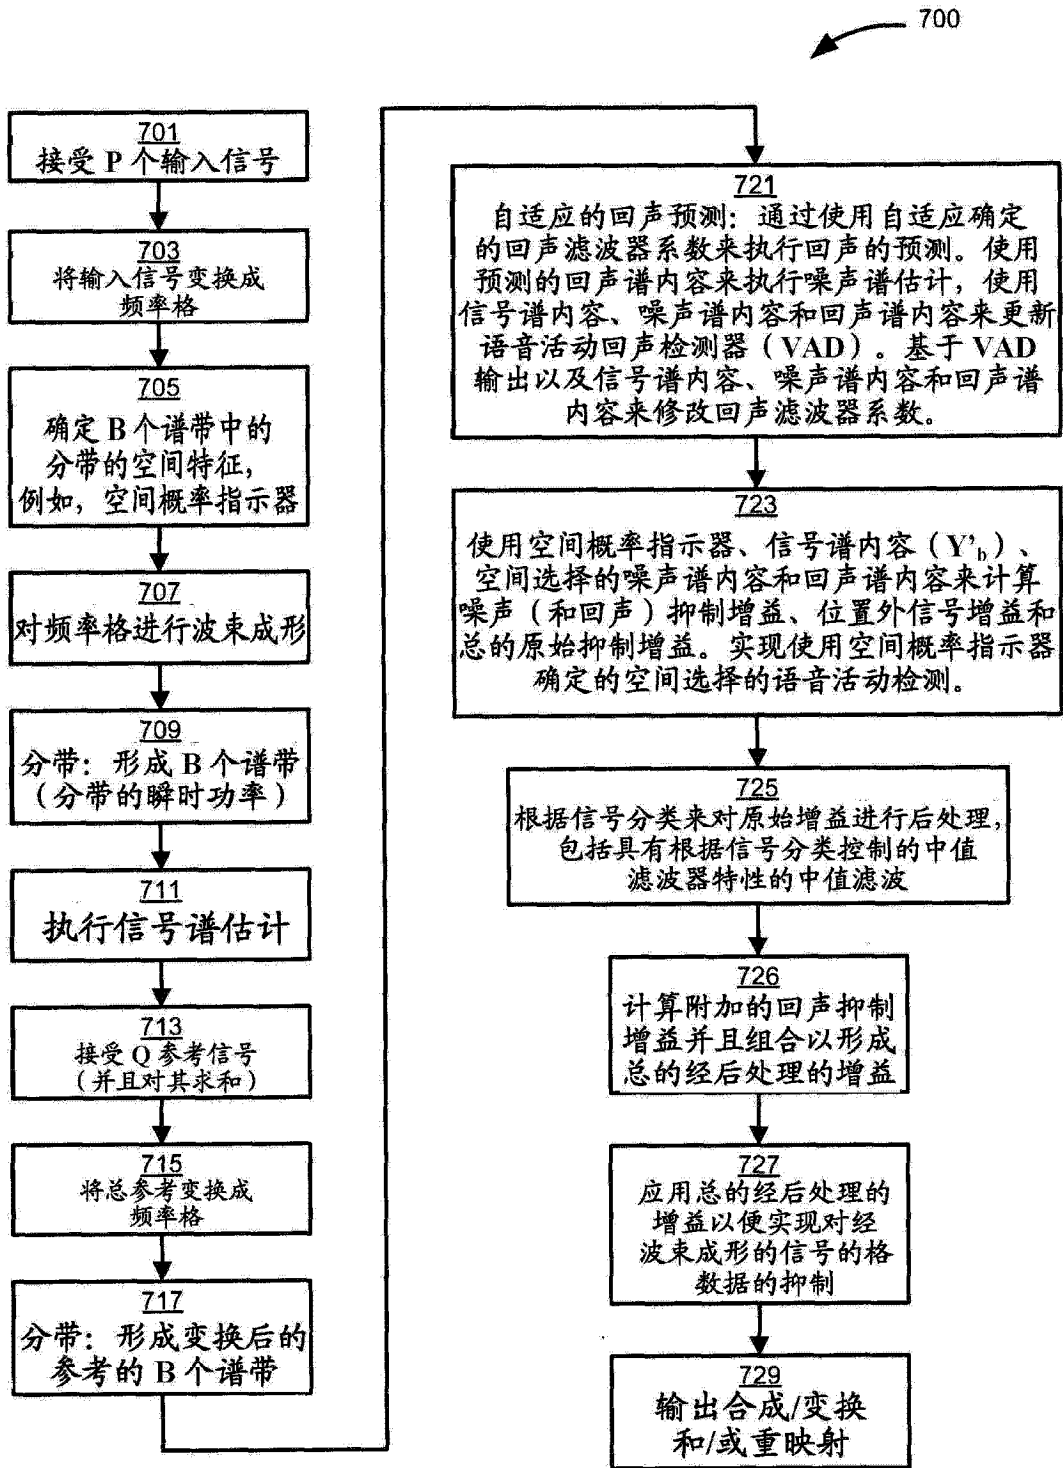 700
701
接受 P 个输入信号
703
将输入信号变换成
频率格
705
确定 B 个谱带中的
分带的空间特征，
例如，空间概率指示器
707
对频率格进行波束成形
709
分带：形成 B 个谱带
（分带的瞬时功率）
711
执行信号谱估计
713
接受 Q 参考信号
（并且对其求和）
715
将总参考变换成
频率格
717
分带：形成变换后的
参考的 B 个谱带
721
自适应的回声预测：通过使用自适应确定
的回声滤波器系数来执行回声的预测。使用
预测的回声谱内容来执行噪声谱估计，使用
信号谱内容、噪声谱内容和回声谱内容来更新
语音活动回声检测器（VAD）。基于 VAD
输出以及信号谱内容、噪声谱内容和回声谱
内容来修改回声滤波器系数。
723
使用空间概率指示器、信号谱内容（Y'b）、
空间选择的噪声谱内容和回声谱内容来计算
噪声（和回声）抑制增益、位置外信号增益和
总的原始抑制增益。实现使用空间概率指示器
确定的空间选择的语音活动检测。
725
根据信号分类来对原始增益进行后处理，
包括具有根据信号分类控制的中值
滤波器特性的中值滤波
726
计算附加的回声抑制
增益并且组合以形成
总的经后处理的增益
727
应用总的经后处理的
增益以便实现对经
波束成形的信号的格
数据的抑制
729
输出合成/变换
和/或重映射